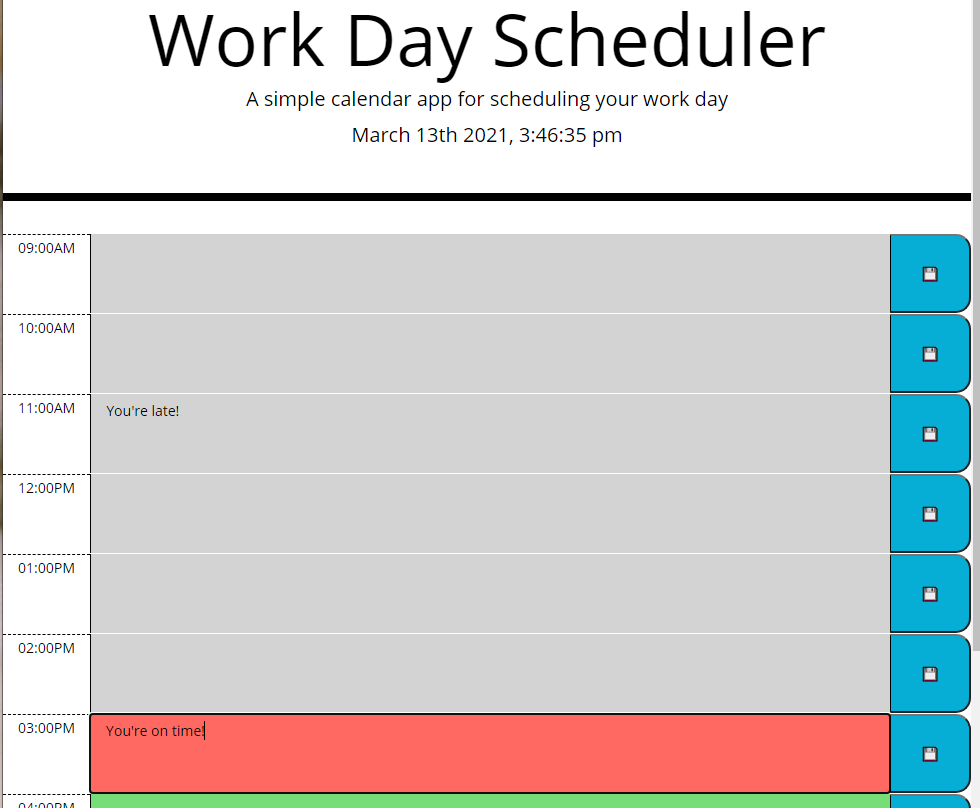 Work Day Scheduler
A simple calendar app for scheduling your work day
March 13th 2021, 3:46:35 pm
09:00AM
10:00AM
11:00AM
You're late!
12:00PM
01:00PM
02:00PM
03:00PM
You're on time!
04:00PM